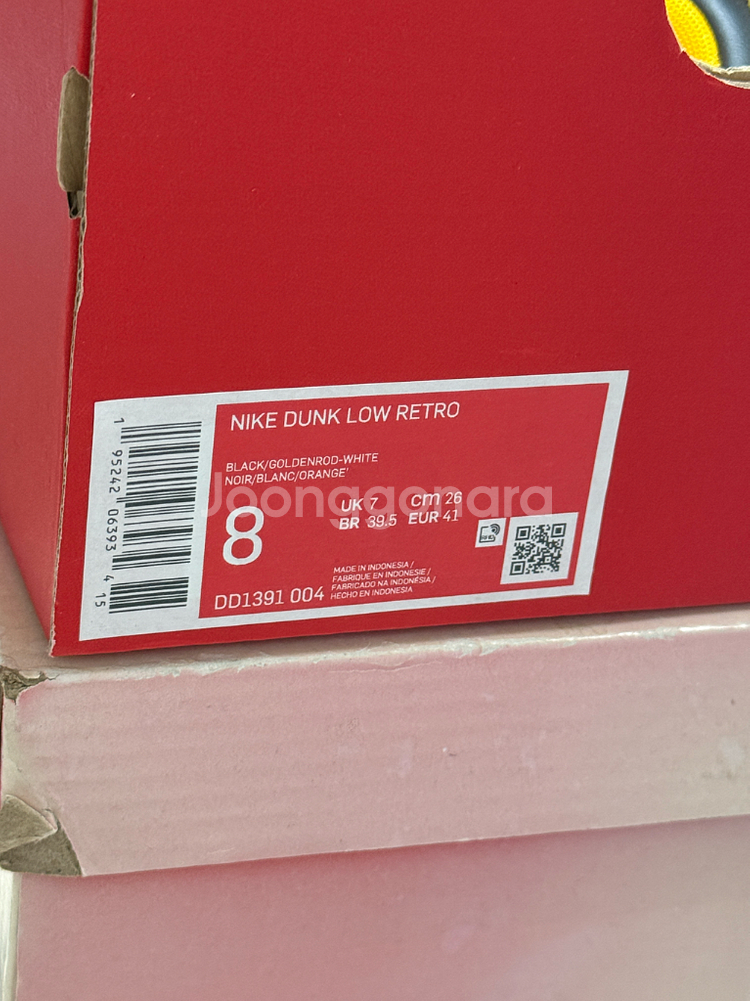 NIKE DUNK LOW RETRO
BLACK/GOLDENROD-WHITE
NOIR/BLANC/ORANGE'
Joonggonara
8
UK 7 cm 26
BR 39.5 EUR 41
DD1391 004
MADE IN INDONESIA /
FABRIQUE EN INDONESIE /
FABRICADO NA INDONÉSIA /
HECHO EN INDONESIA
1 95242 06393 4 15